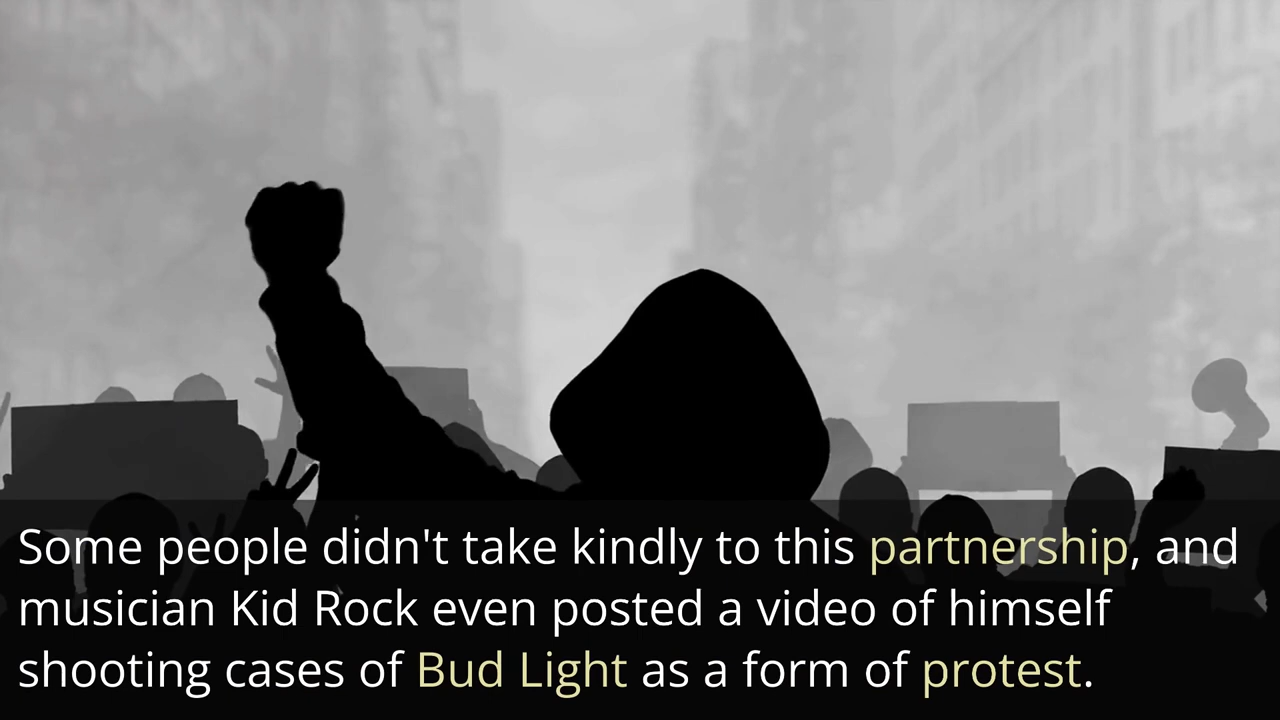 Some people didn't take kindly to this partnership, and
musician Kid Rock even posted a video of himself
shooting cases of Bud Light as a form of protest.